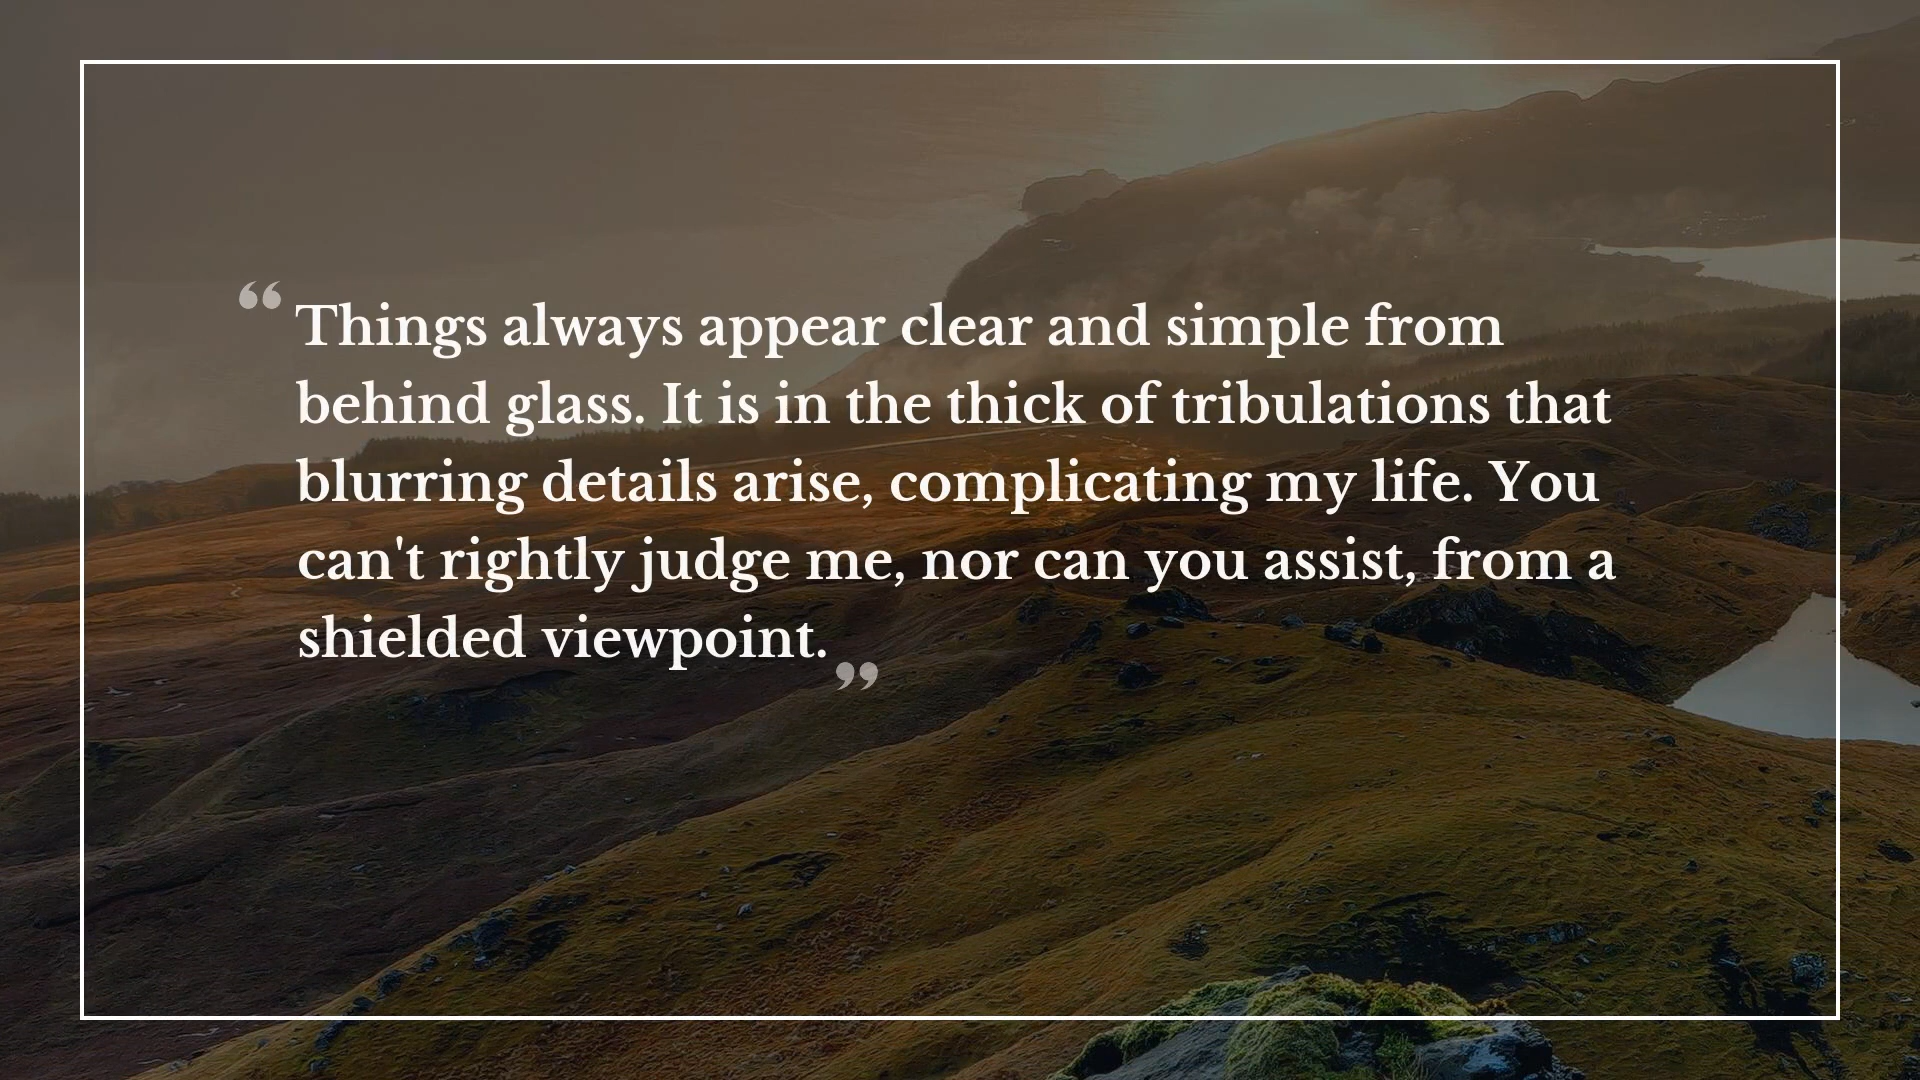 “Things always appear clear and simple from
behind glass. It is in the thick of tribulations that
blurring details arise, complicating my life. You
can't rightly judge me, nor can you assist, from a
shielded viewpoint.”